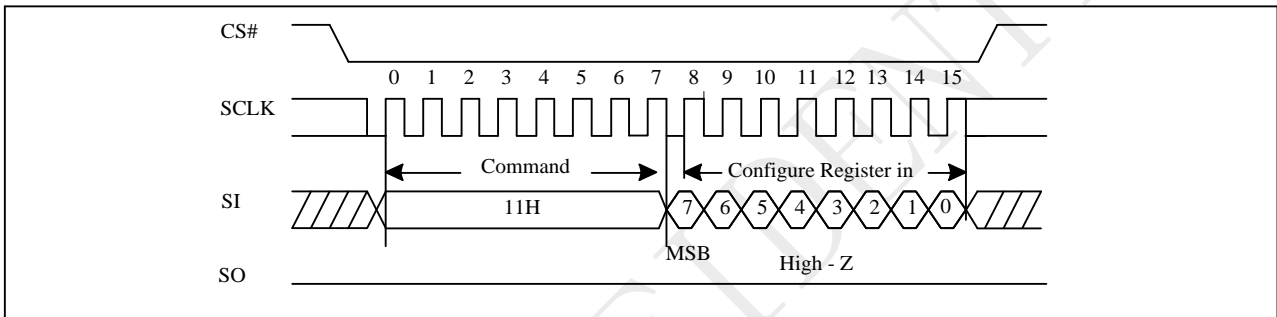 CS#
0 1 2 3 4 5 6 7 8 9 10 11 12 13 14 15
SCLK
Command Configure Register in
SI 11H 7 6 5 4 3 2 1 0
MSB High - Z
SO